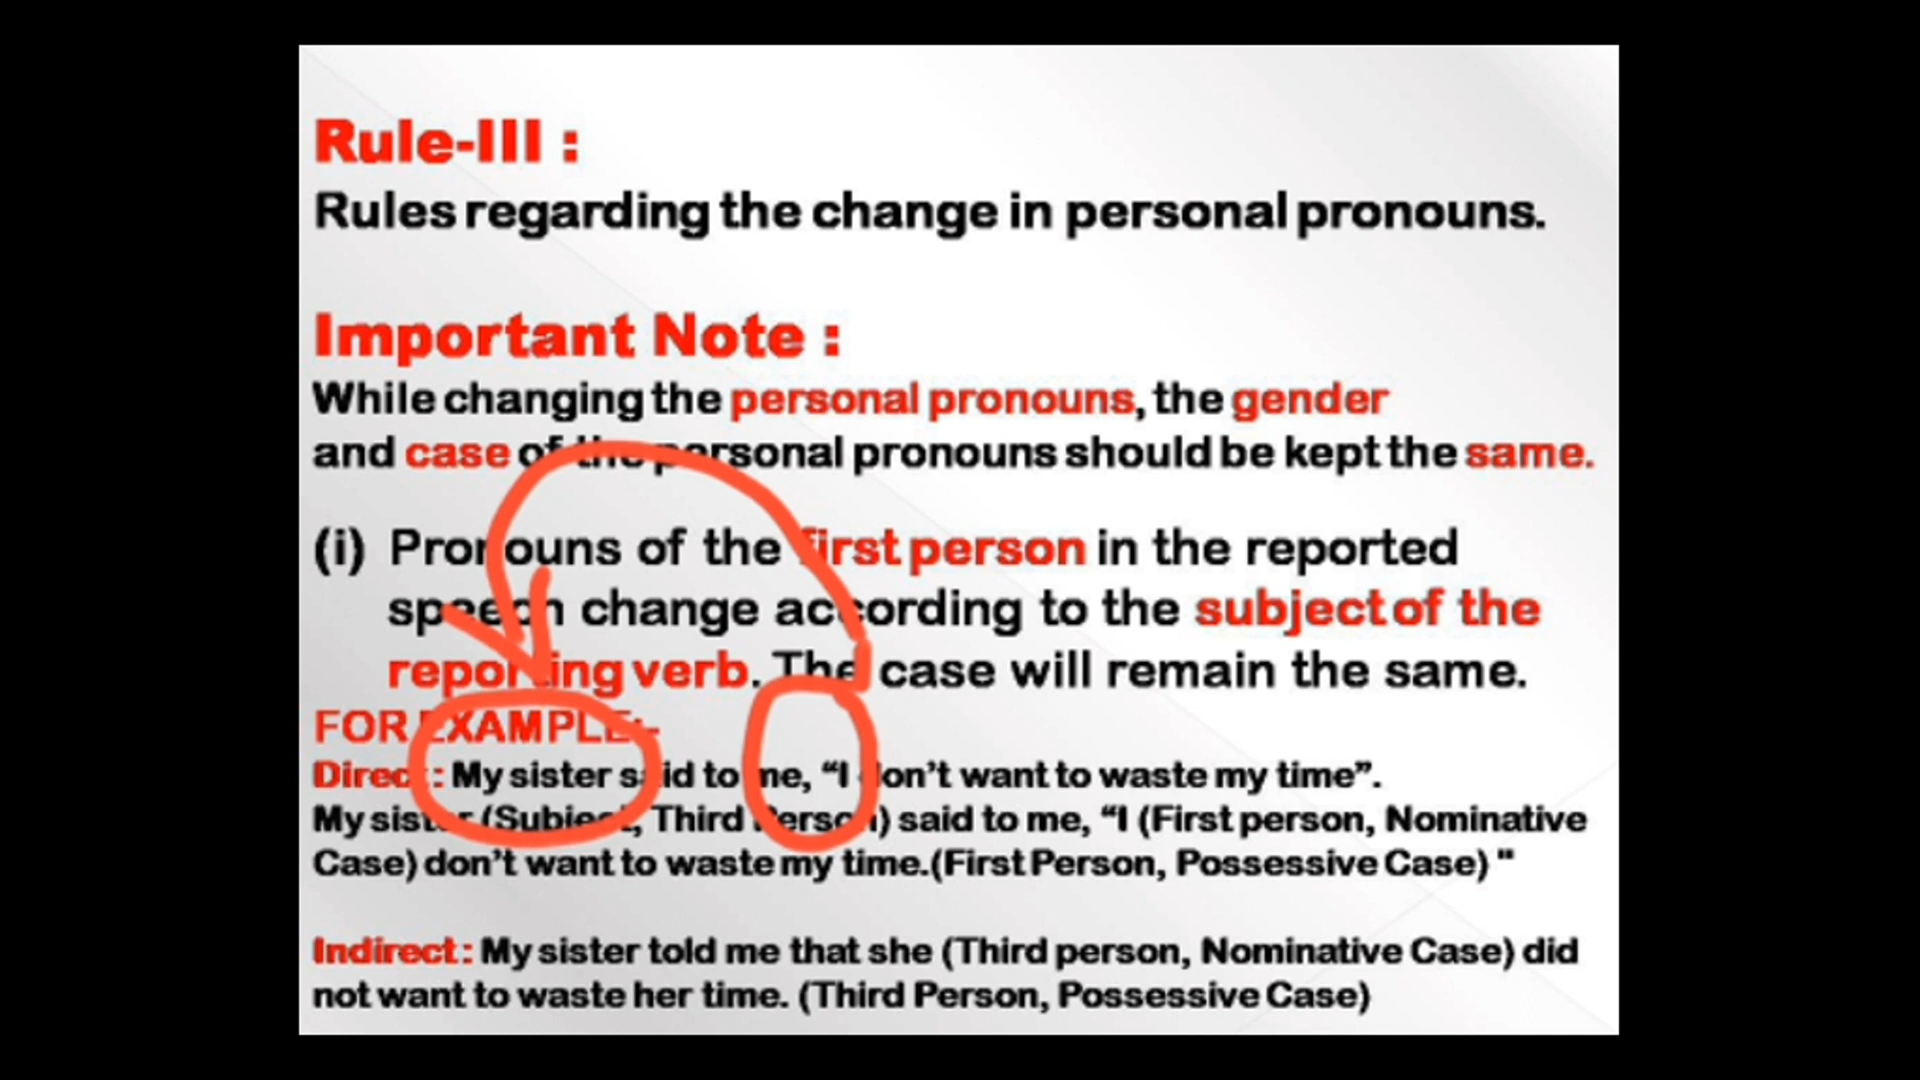 Rule-III :
Rules regarding the change in personal pronouns.
Important Note :
While changing the personal pronouns, the gender
and case of the personal pronouns should be kept the same.
(i) Pronouns of the first person in the reported
speech change according to the subject of the
reporting verb. The case will remain the same.
FOR EXAMPLE:-
Direct: My sister said to me, “I don’t want to waste my time”.
My sister (Subject, Third Person) said to me, “I (First person, Nominative
Case) don’t want to waste my time.(First Person, Possessive Case) "
Indirect: My sister told me that she (Third person, Nominative Case) did
not want to waste her time. (Third Person, Possessive Case)